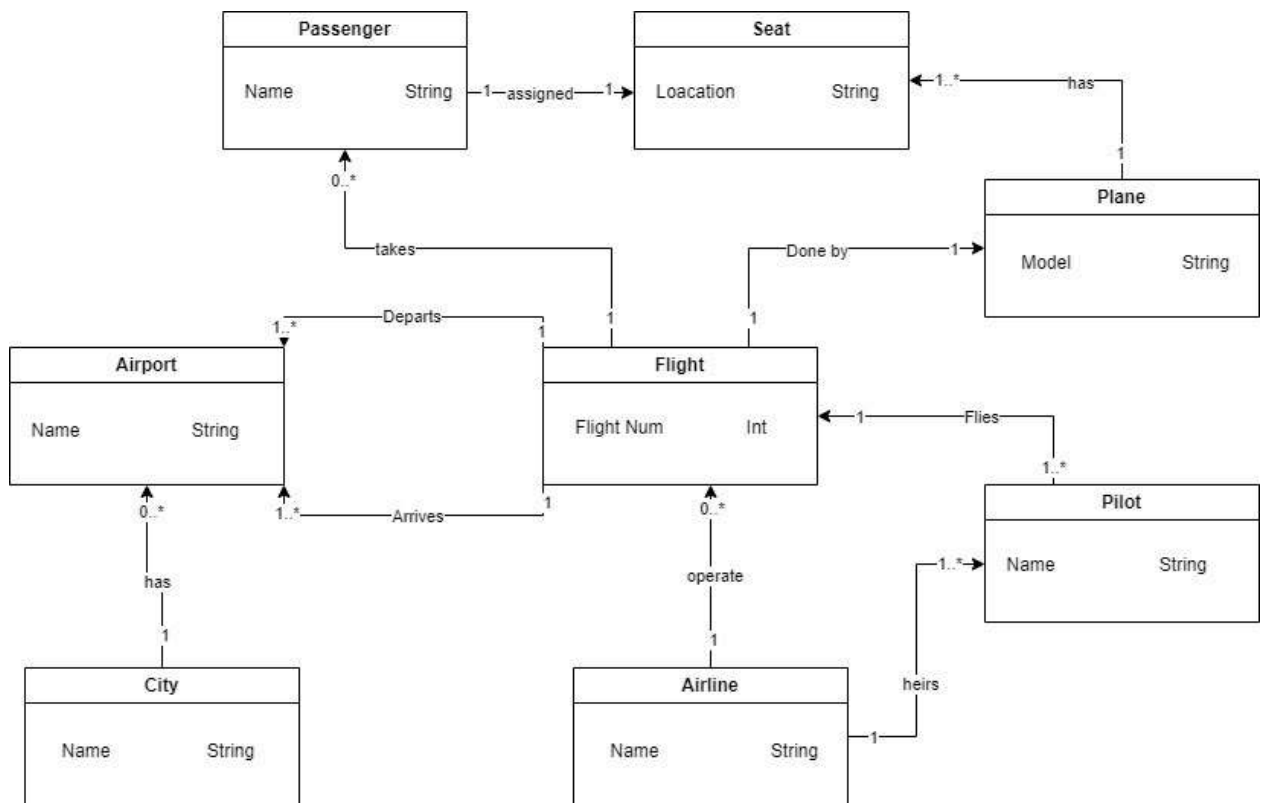 Passenger
Seat
Name String 1 assigned 1 Loacation String
1..* has
1
0..*
Plane
takes
Done by 1
Model String
1..* Departs 1 1 1
Airport
Flight
Name String
Flight Num Int
1 Flies
1..*
1..* Arrives 1
0..*
0..*
Pilot
has
operate
1..*
Name String
1
1
City
Airline
heirs
Name String
Name String
1